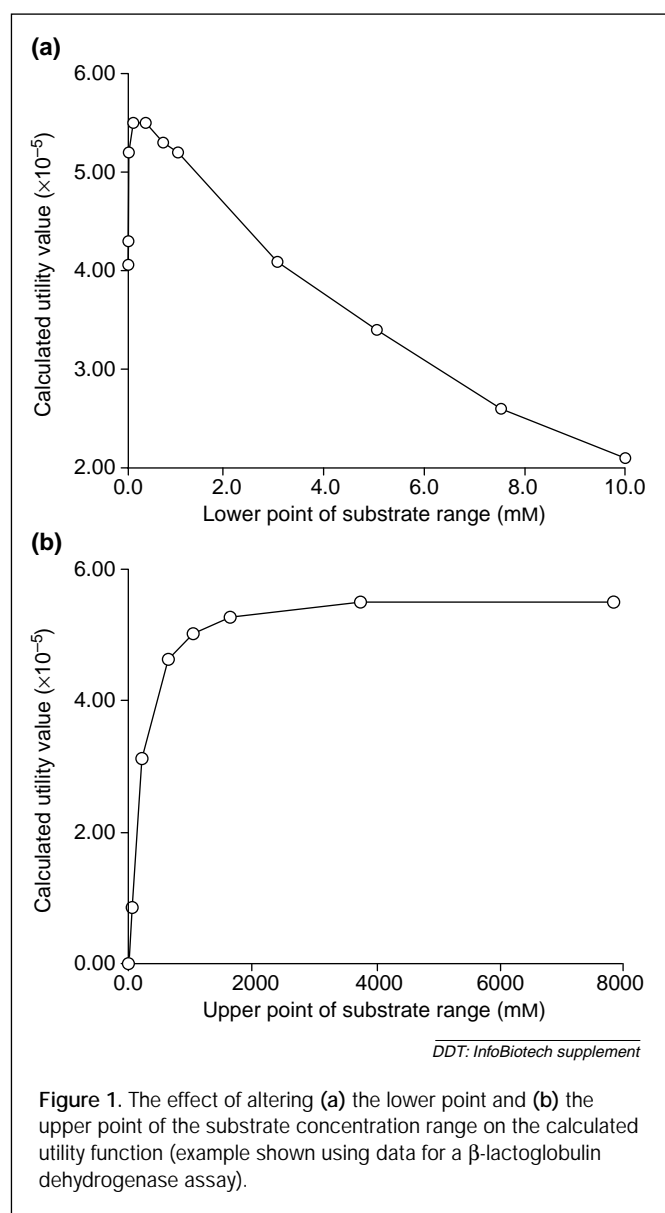 (a)
6.00
5.00
4.00
3.00
2.00
Calculated utility value (×10⁻⁵)
0.0 2.0 4.0 6.0 8.0 10.0
Lower point of substrate range (mM)
(b)
6.00
4.00
2.00
0.00
Calculated utility value (×10⁻⁵)
0.0 2000 4000 6000 8000
Upper point of substrate range (mM)
DDT: InfoBiotech supplement
Figure 1. The effect of altering (a) the lower point and (b) the
upper point of the substrate concentration range on the calculated
utility function (example shown using data for a β-lactoglobulin
dehydrogenase assay).